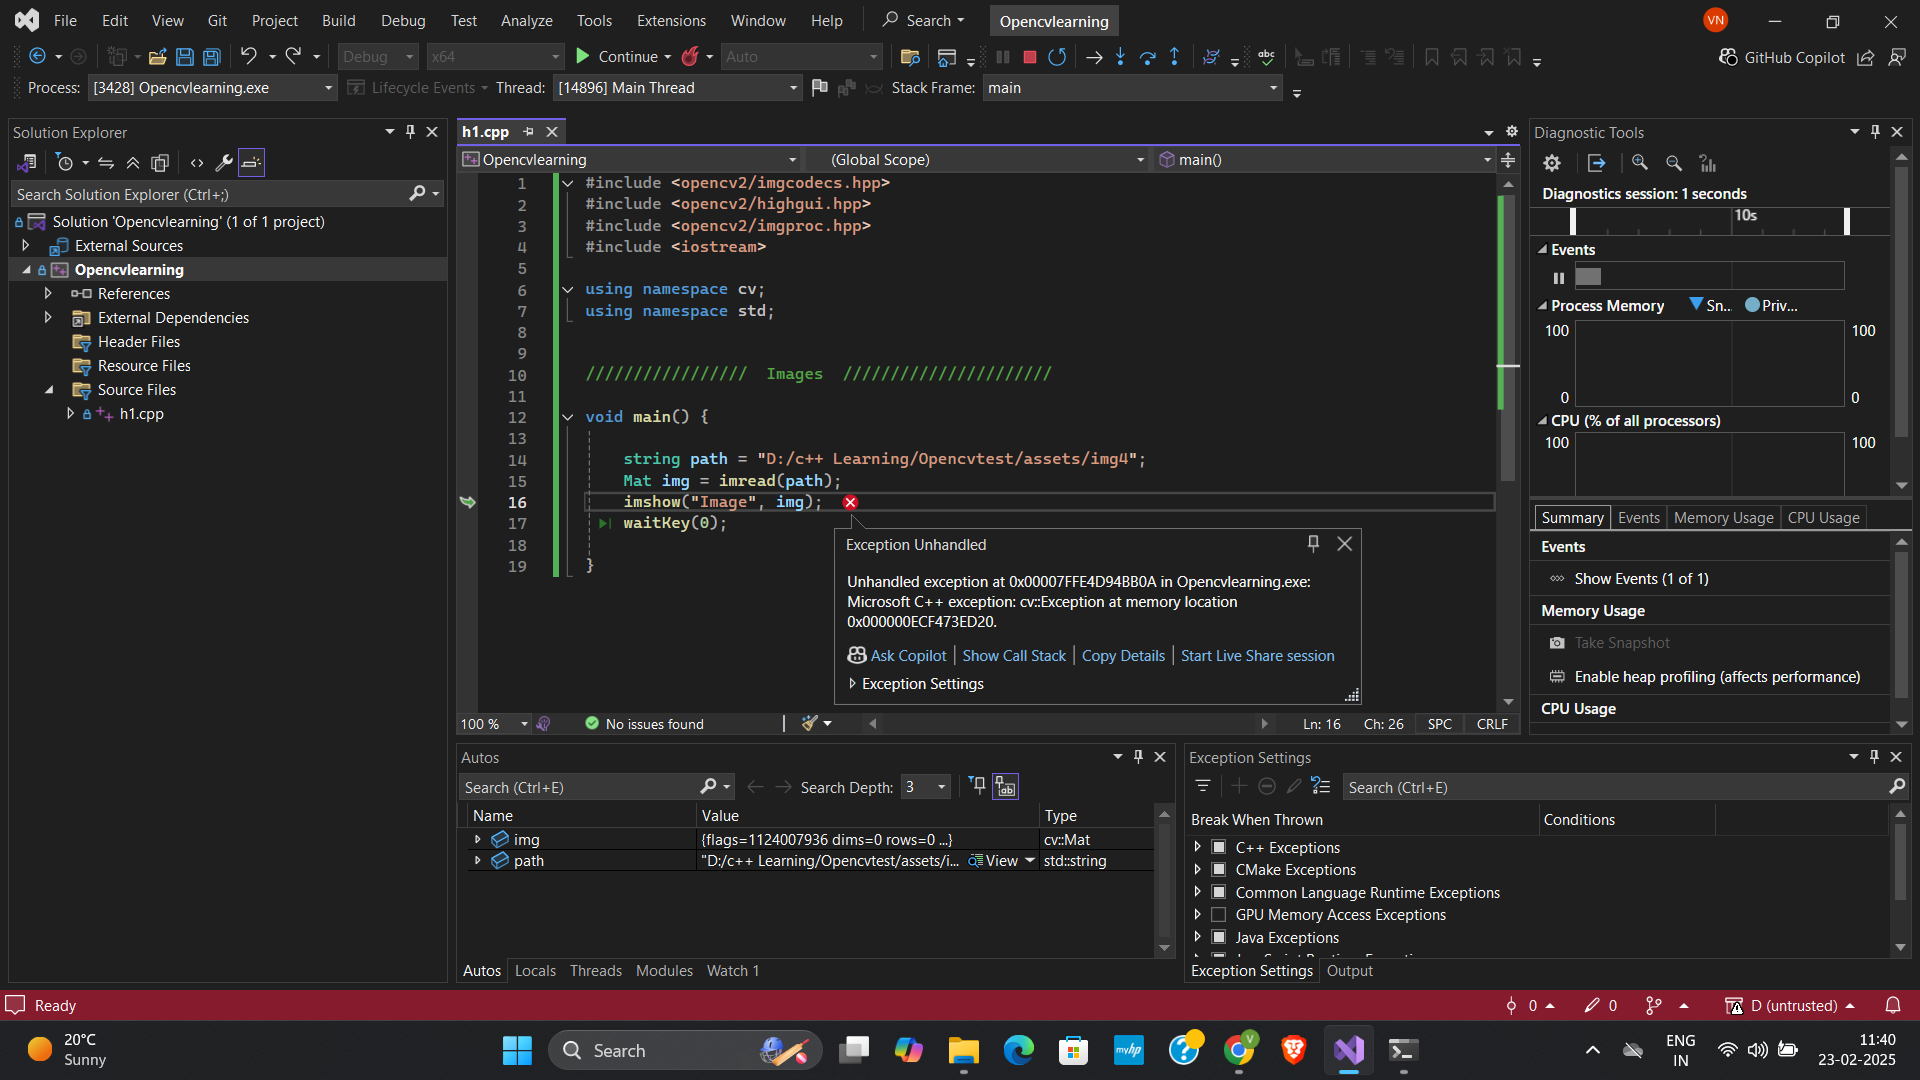 File Edit View Git Project Build Debug Test Analyze Tools Extensions Window Help Search Opencvlearning VN
Debug x64 Continue Auto abc GitHub Copilot
Process: [3428] Opencvlearning.exe Lifecycle Events Thread: [14896] Main Thread Stack Frame: main
Solution Explorer
Search Solution Explorer (Ctrl+;)
Solution 'Opencvlearning' (1 of 1 project)
External Sources
Opencvlearning
References
External Dependencies
Header Files
Resource Files
Source Files
h1.cpp
h1.cpp
Opencvlearning (Global Scope) main()
1 #include <opencv2/imgcodecs.hpp>
2 #include <opencv2/highgui.hpp>
3 #include <opencv2/imgproc.hpp>
4 #include <iostream>
5
6 using namespace cv;
7 using namespace std;
8
9
10 ///////////////// Images //////////////////////
11
12 void main() {
13
14 string path = "D:/c++ Learning/Opencvtest/assets/img4";
15 Mat img = imread(path);
16 imshow("Image", img);
17 waitKey(0);
18
19 }
Exception Unhandled
Unhandled exception at 0x00007FFE4D94BB0A in Opencvlearning.exe:
Microsoft C++ exception: cv::Exception at memory location
0x000000ECF473ED20.
Ask Copilot Show Call Stack Copy Details Start Live Share session
Exception Settings
100 % No issues found Ln: 16 Ch: 26 SPC CRLF
Diagnostic Tools
Diagnostics session: 1 seconds
10s
Events
Process Memory Sn... Priv...
100 100
0 0
CPU (% of all processors)
100 100
Summary Events Memory Usage CPU Usage
Events
Show Events (1 of 1)
Memory Usage
Take Snapshot
Enable heap profiling (affects performance)
CPU Usage
Autos
Search (Ctrl+E) Search Depth: 3
Name Value Type
img {flags=1124007936 dims=0 rows=0 ...} cv::Mat
path "D:/c++ Learning/Opencvtest/assets/i... View std::string
Autos Locals Threads Modules Watch 1
Exception Settings
Search (Ctrl+E)
Break When Thrown Conditions
C++ Exceptions
CMake Exceptions
Common Language Runtime Exceptions
GPU Memory Access Exceptions
Java Exceptions
Exception Settings Output
Ready 0 0 D (untrusted)
20°C
Sunny
Search
myhp
V
ENG
IN
11:40
23-02-2025